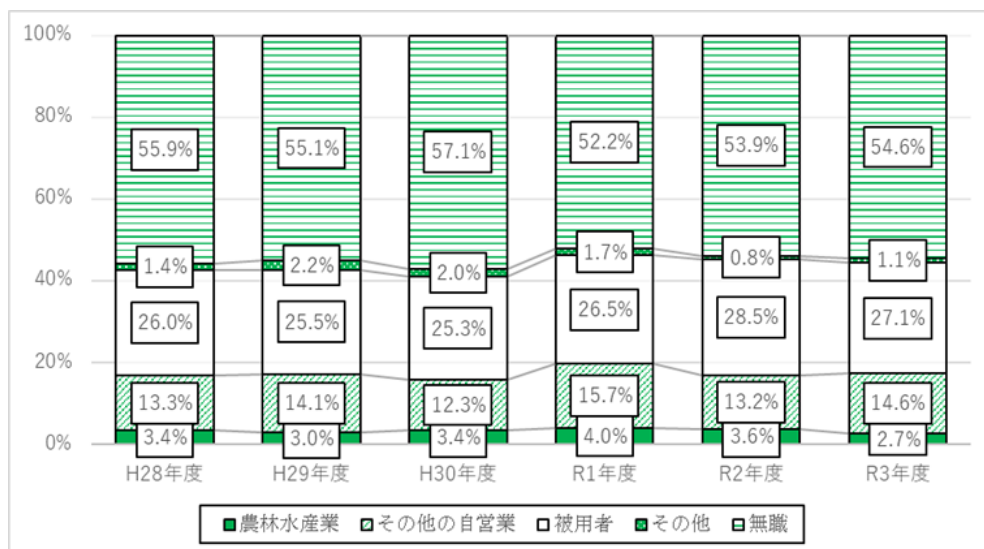 100%
80%
60%
40%
20%
0%
55.9% 55.1% 57.1% 52.2% 53.9% 54.6%
1.4% 2.2% 2.0% 1.7% 0.8% 1.1%
26.0% 25.5% 25.3% 26.5% 28.5% 27.1%
13.3% 14.1% 12.3% 15.7% 13.2% 14.6%
3.4% 3.0% 3.4% 4.0% 3.6% 2.7%
H28年度 H29年度 H30年度 R1年度 R2年度 R3年度
農林水産業 その他の自営業 被用者 その他 無職